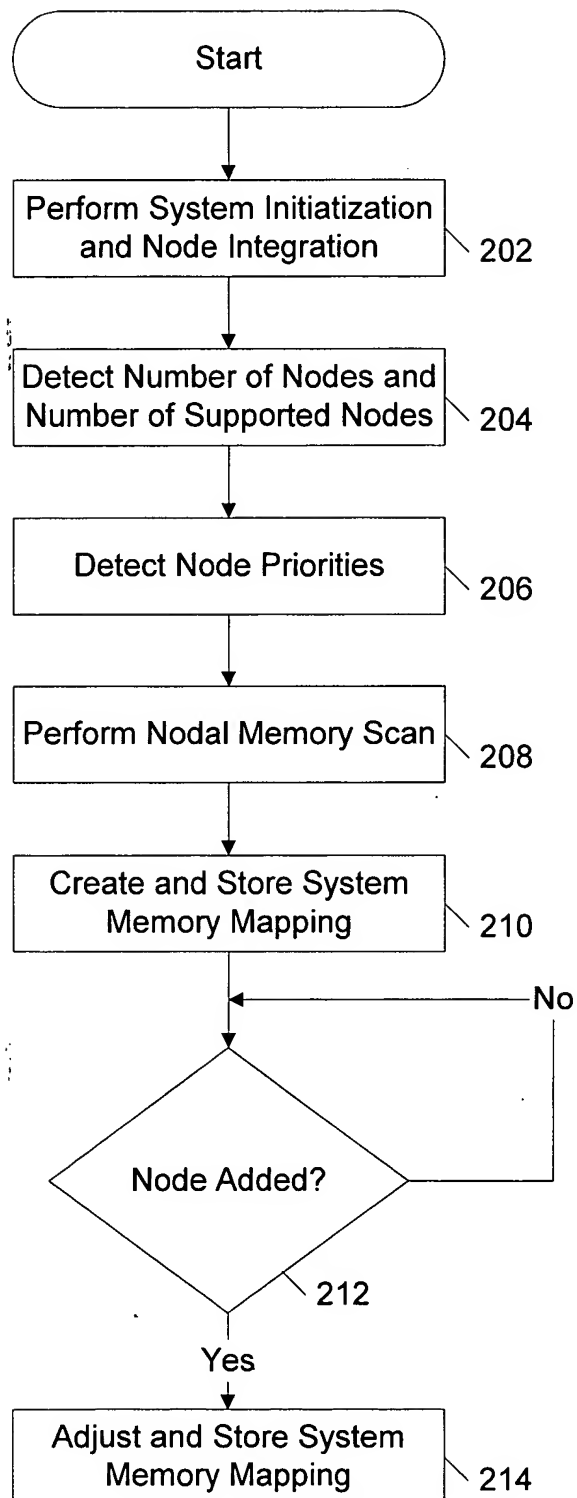 Start
Perform System Initiatization
and Node Integration
202
Detect Number of Nodes and
Number of Supported Nodes
204
Detect Node Priorities
206
Perform Nodal Memory Scan
208
Create and Store System
Memory Mapping
210
No
Node Added?
212
Yes
Adjust and Store System
Memory Mapping
214